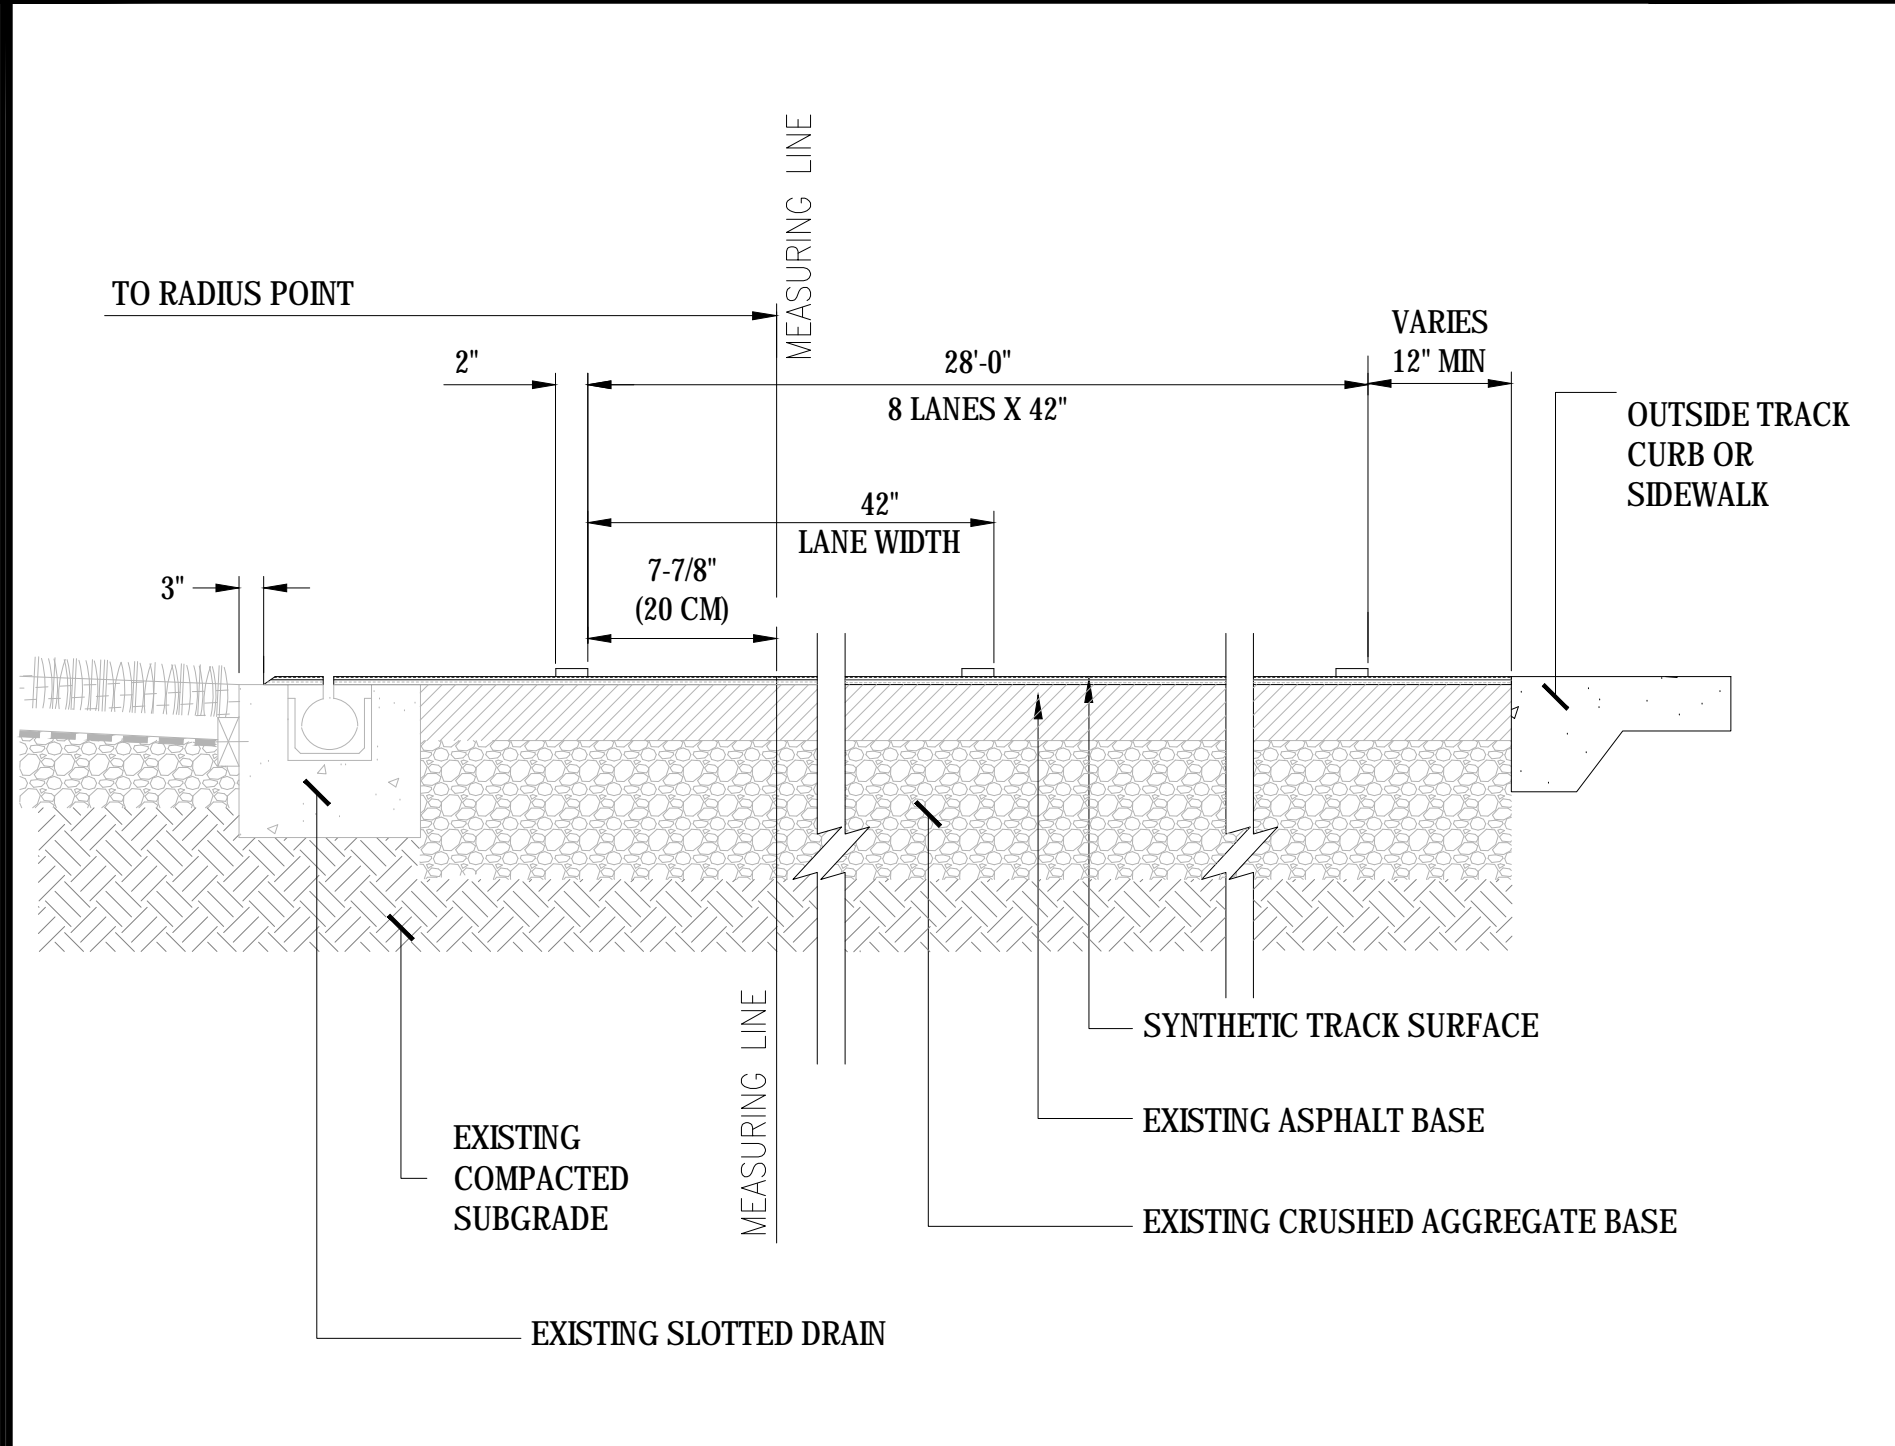 MEASURING LINE
TO RADIUS POINT
2"
28'-0"
8 LANES X 42"
VARIES
12" MIN
OUTSIDE TRACK
CURB OR
SIDEWALK
42"
LANE WIDTH
7-7/8"
(20 CM)
3"
SYNTHETIC TRACK SURFACE
EXISTING ASPHALT BASE
EXISTING
COMPACTED
SUBGRADE
MEASURING LINE
EXISTING CRUSHED AGGREGATE BASE
EXISTING SLOTTED DRAIN